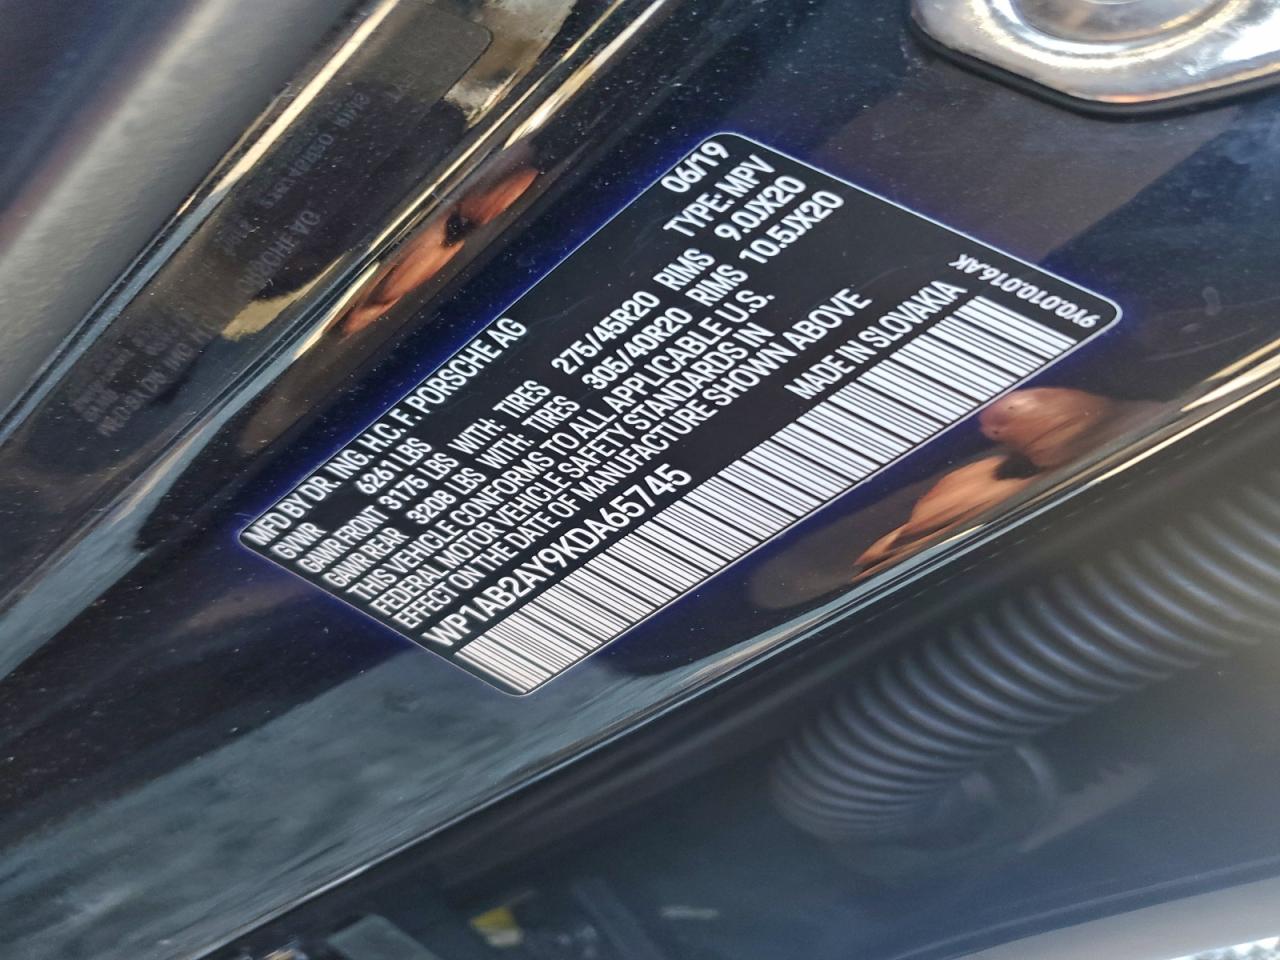 MFD BY DR. ING. H.C. F. PORSCHE AG 06/19
GVWR 6261 LBS TYPE: MPV
GAWR FRONT 3175 LBS WITH: TIRES 275/45R20 RIMS 9.0JX20
GAWR REAR 3208 LBS WITH: TIRES 305/40R20 RIMS 10.5JX20
THIS VEHICLE CONFORMS TO ALL APPLICABLE U.S.
FEDERAL MOTOR VEHICLE SAFETY STANDARDS IN
EFFECT ON THE DATE OF MANUFACTURE SHOWN ABOVE
WP1AB2AY9KDA65745 MADE IN SLOVAKIA
9Y0.010.016.AK